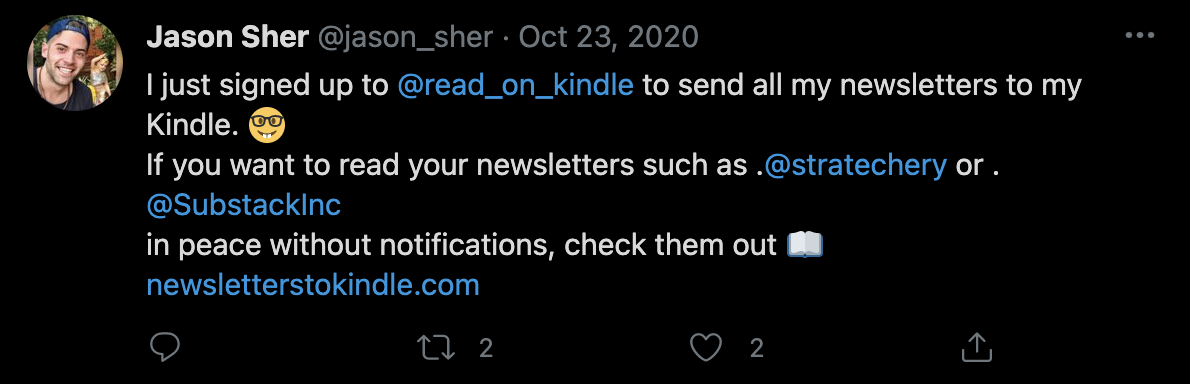 Jason Sher @jason_sher · Oct 23, 2020
I just signed up to @read_on_kindle to send all my newsletters to my
Kindle. 🤓
If you want to read your newsletters such as .@stratechery or .
@SubstackInc
in peace without notifications, check them out 📖
newsletterstokindle.com
2 2